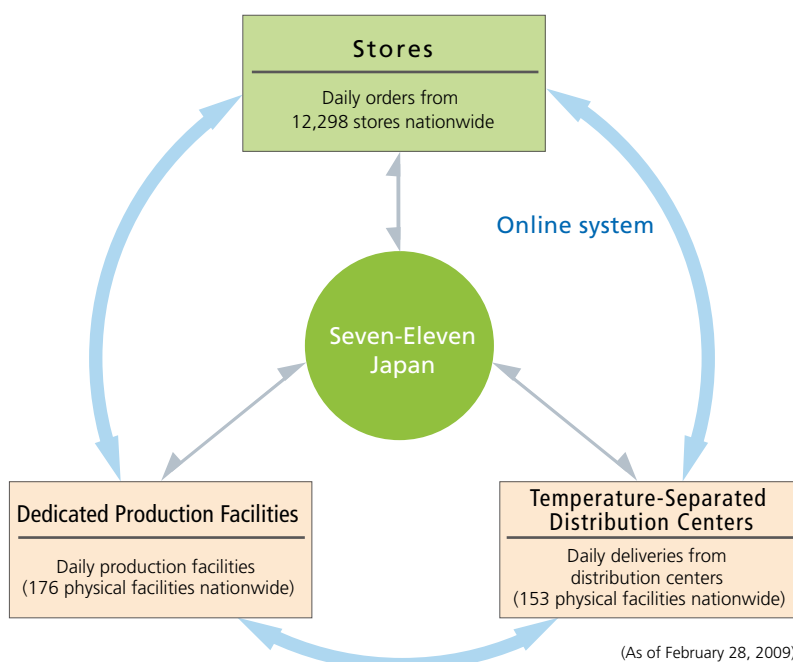 Stores
Daily orders from
12,298 stores nationwide
Online system
Seven-Eleven
Japan
Dedicated Production Facilities
Daily production facilities
(176 physical facilities nationwide)
Temperature-Separated
Distribution Centers
Daily deliveries from
distribution centers
(153 physical facilities nationwide)
(As of February 28, 2009)